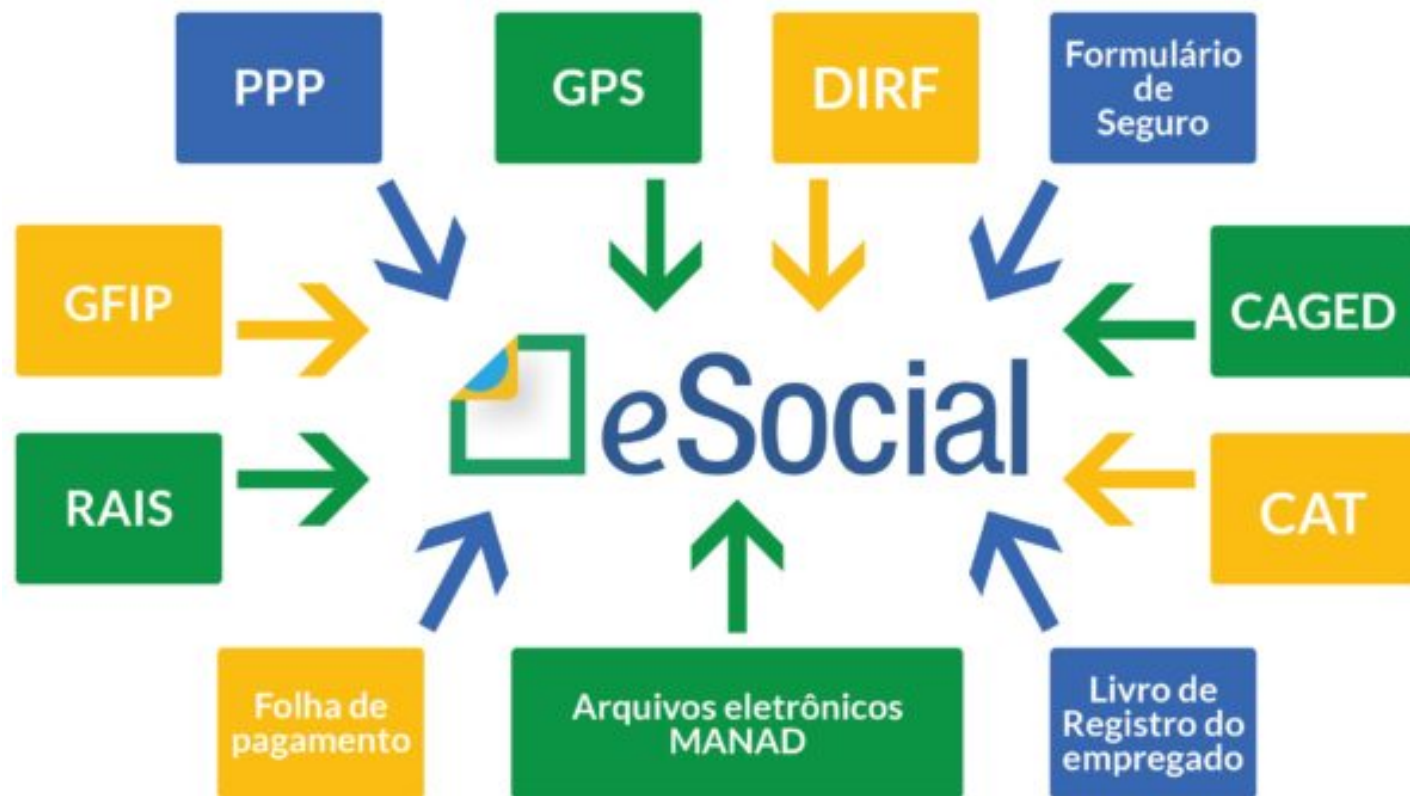 PPP
GPS
DIRF
Formulário
de
Seguro
GFIP
CAGED
eSocial
RAIS
CAT
Folha de
pagamento
Arquivos eletrônicos
MANAD
Livro de
Registro do
empregado